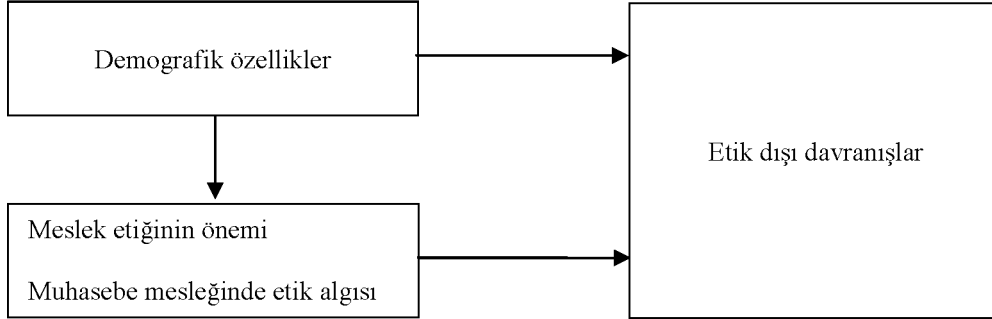 Demografik özellikler
Etik dışı davranışlar
Meslek etiğinin önemi
Muhasebe mesleğinde etik algısı